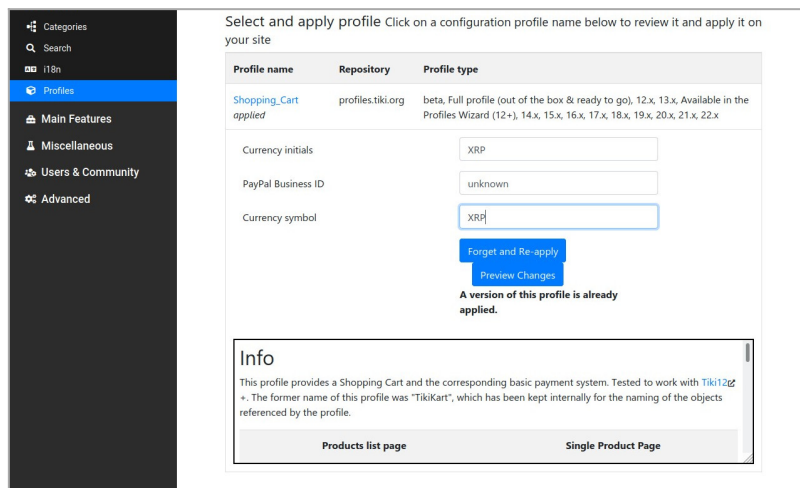 Categories
Search
i18n
Profiles
Main Features
Miscellaneous
Users & Community
Advanced
Select and apply profile Click on a configuration profile name below to review it and apply it on
your site
Profile name Repository Profile type
Shopping_Cart profiles.tiki.org beta, Full profile (out of the box & ready to go), 12.x, 13.x, Available in the
applied Profiles Wizard (12+), 14.x, 15.x, 16.x, 17.x, 18.x, 19.x, 20.x, 21.x, 22.x
Currency initials XRP
PayPal Business ID unknown
Currency symbol XRP
Forget and Re-apply
Preview Changes
A version of this profile is already
applied.
Info
This profile provides a Shopping Cart and the corresponding basic payment system. Tested to work with Tiki12
+. The former name of this profile was "TikiKart", which has been kept internally for the naming of the objects
referenced by the profile.
Products list page Single Product Page